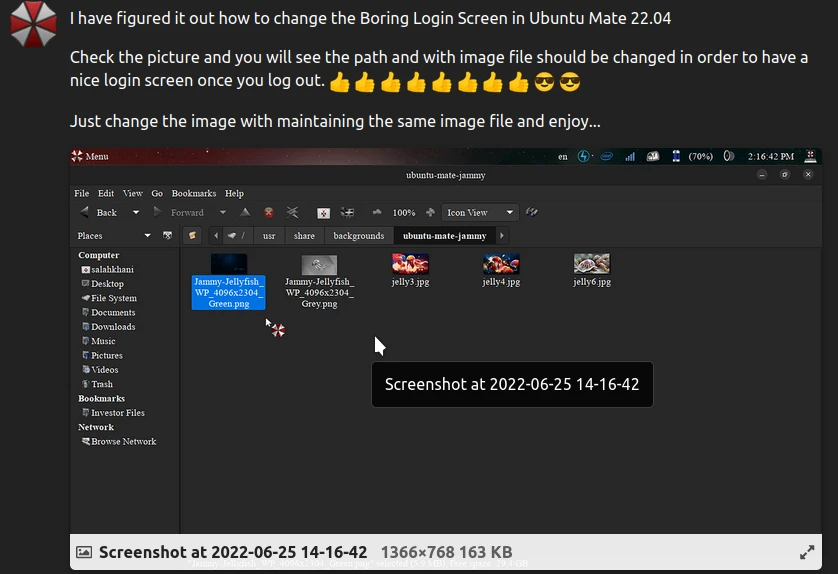 I have figured it out how to change the Boring Login Screen in Ubuntu Mate 22.04
Check the picture and you will see the path and with image file should be changed in order to have a
nice login screen once you log out. 👍👍👍👍👍👍👍👍😎😎
Just change the image with maintaining the same image file and enjoy...
Menu
en
(70%)
2:16:42 PM
ubuntu-mate-jammy
File Edit View Go Bookmarks Help
Back Forward 100% Icon View
Places / usr share backgrounds ubuntu-mate-jammy
Computer
salahkhani
Desktop
File System
Documents
Downloads
Music
Pictures
Videos
Trash
Bookmarks
Investor Files
Network
Browse Network
Jammy-Jellyfish_
WP_4096x2304_
Green.png
Jammy-Jellyfish_
WP_4096x2304_
Grey.png
jelly3.jpg
jelly4.jpg
jelly6.jpg
Screenshot at 2022-06-25 14-16-42
Screenshot at 2022-06-25 14-16-42 1366×768 163 KB